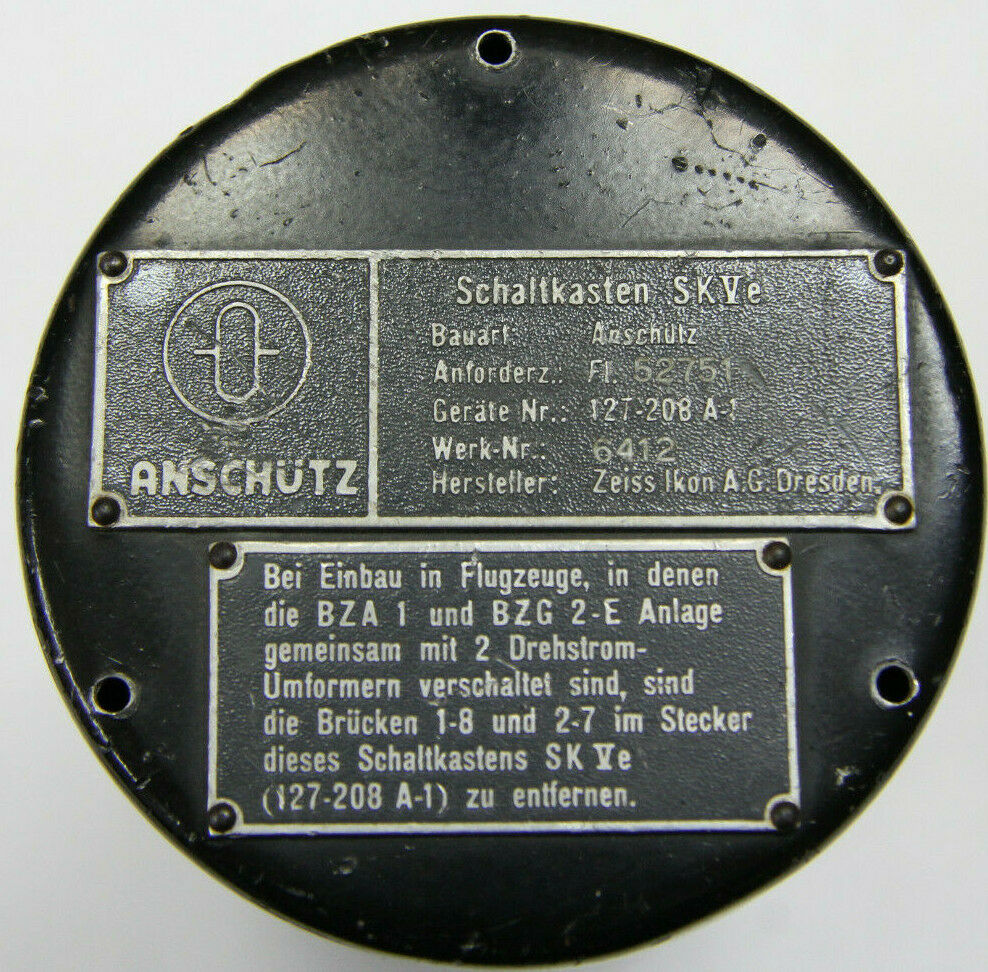 ANSCHÜTZ
Schaltkasten SK Ve
Bauart: Anschütz
Anforderz.: Fl. 52751
Geräte Nr.: 127-208 A-1
Werk-Nr.: 6412
Hersteller: Zeiss Ikon A.G. Dresden.
Bei Einbau in Flugzeuge, in denen
die BZA 1 und BZG 2-E Anlage
gemeinsam mit 2 Drehstrom-
Umformern verschaltet sind, sind
die Brücken 1-8 und 2-7 im Stecker
dieses Schaltkastens SK Ve
(127-208 A-1) zu entfernen.